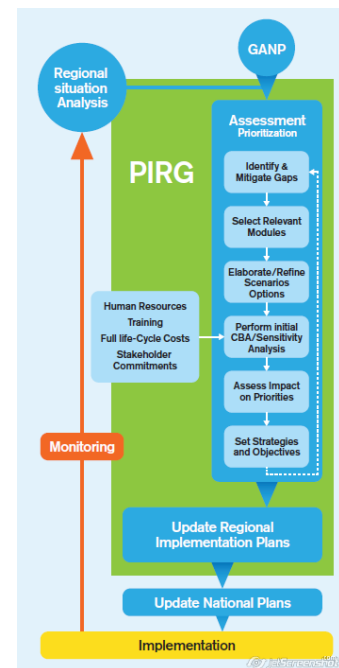 GANP
Regional
situation
Analysis
Assessment
Prioritization
PIRG
Identify &
Mitigate Gaps
Select Relevant
Modules
Elaborate/Refine
Scenarios
Options
Human Resources
Training
Full life-Cycle Costs
Stakeholder
Commitments
Perform initial
CBA/Sensitivity
Analysis
Assess Impact
on Priorities
Set Strategies
and Objectives
Monitoring
Update Regional
Implementation Plans
Update National Plans
Implementation